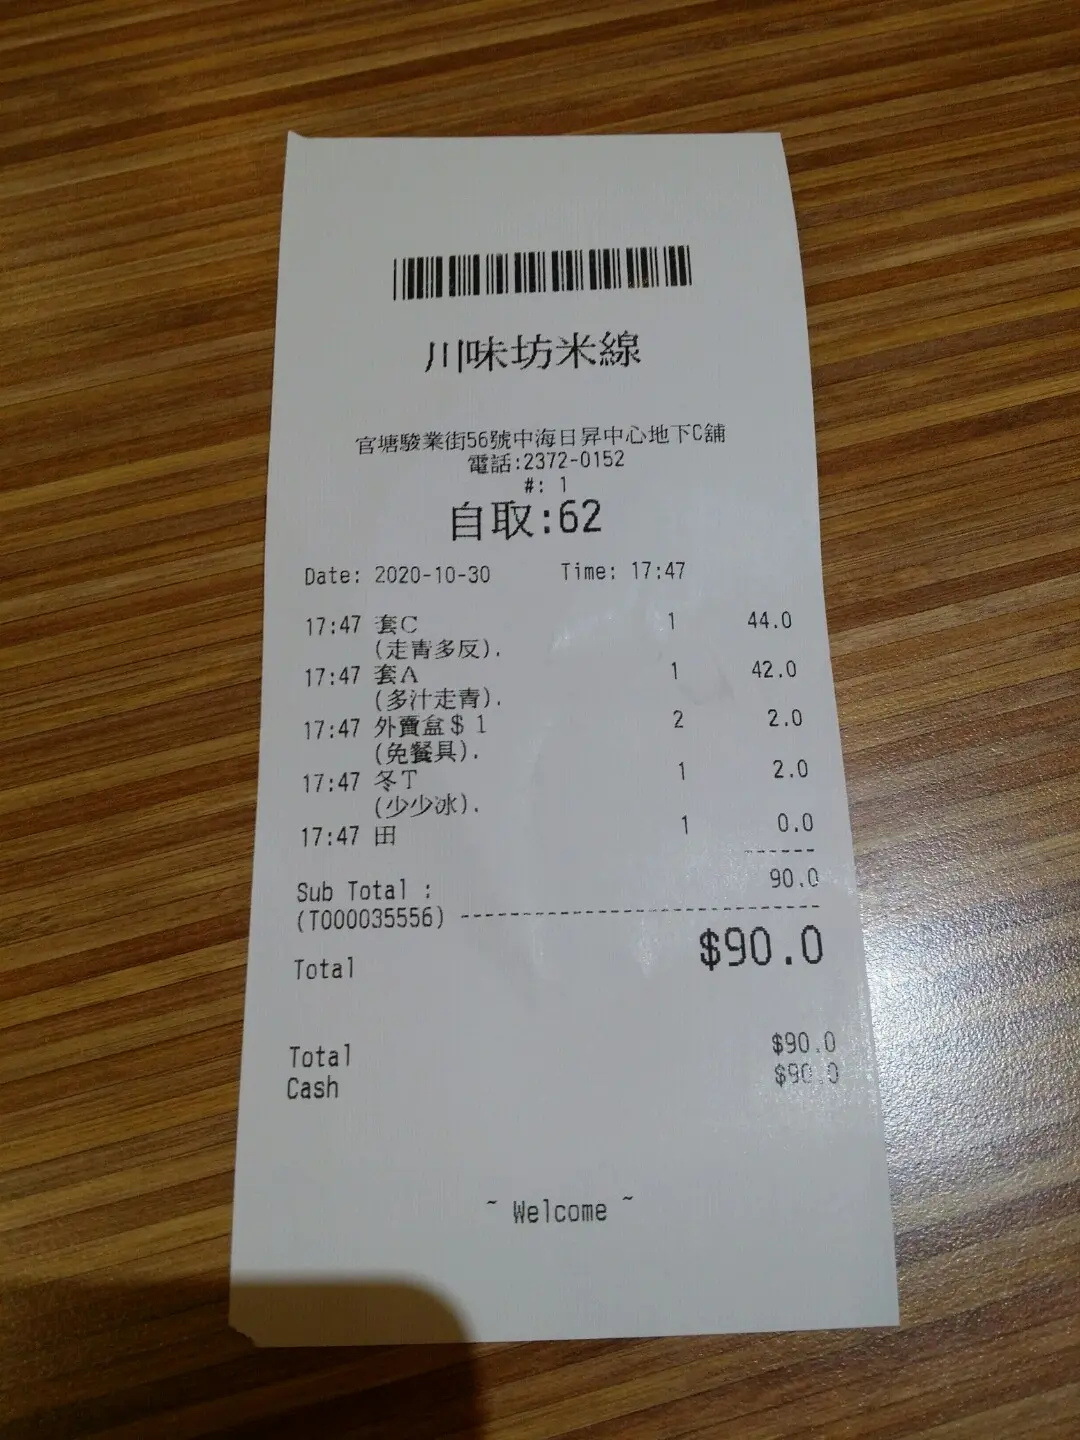 川味坊米線
官塘駿業街56號中海日昇中心地下C舖
電話:2372-0152
#: 1
自取:62
Date: 2020-10-30 Time: 17:47
17:47 套C 1 44.0
(走青多反).
17:47 套A 1 42.0
(多汁走青).
17:47 外賣盒$1 2 2.0
(免餐具).
17:47 冬T 1 2.0
(少少冰).
17:47 田 1 0.0
Sub Total : 90.0
(T000035556)
Total $90.0
Total $90.0
Cash $90.0
~ Welcome ~